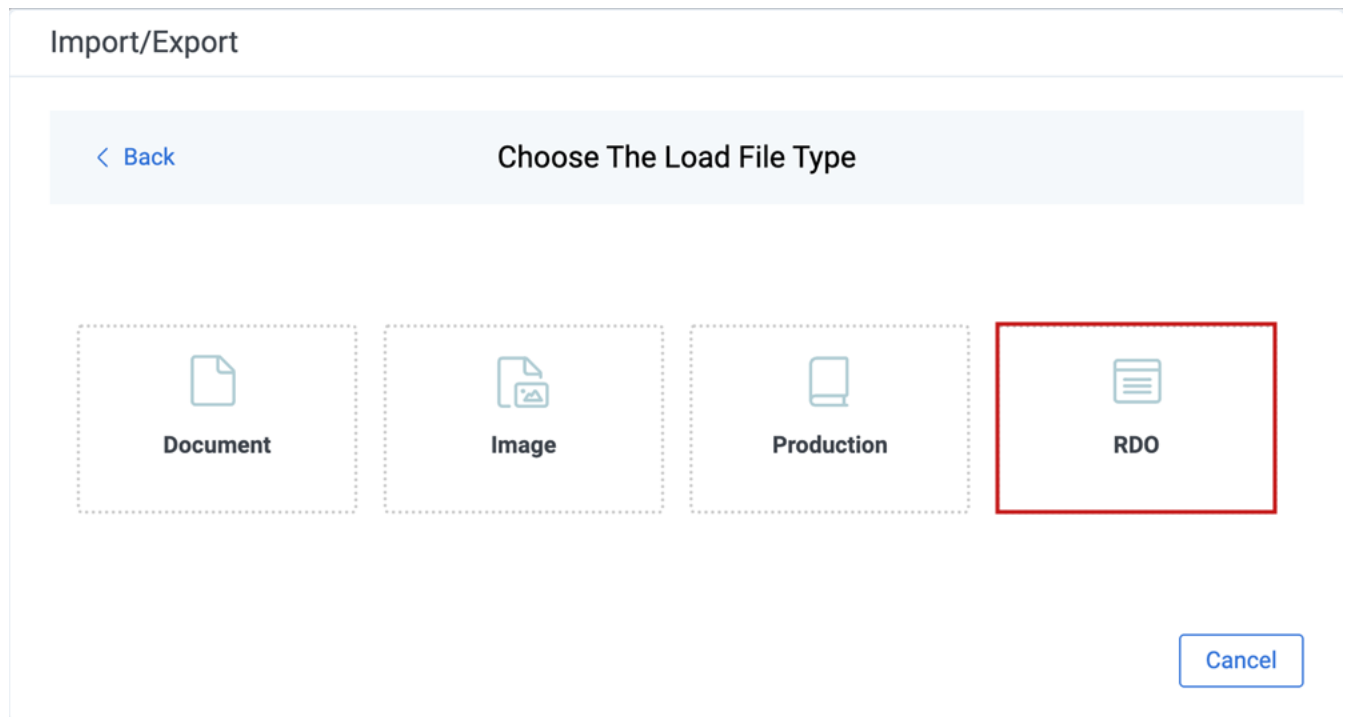 Import/Export
Back
Choose The Load File Type
Document
Image
Production
RDO
Cancel